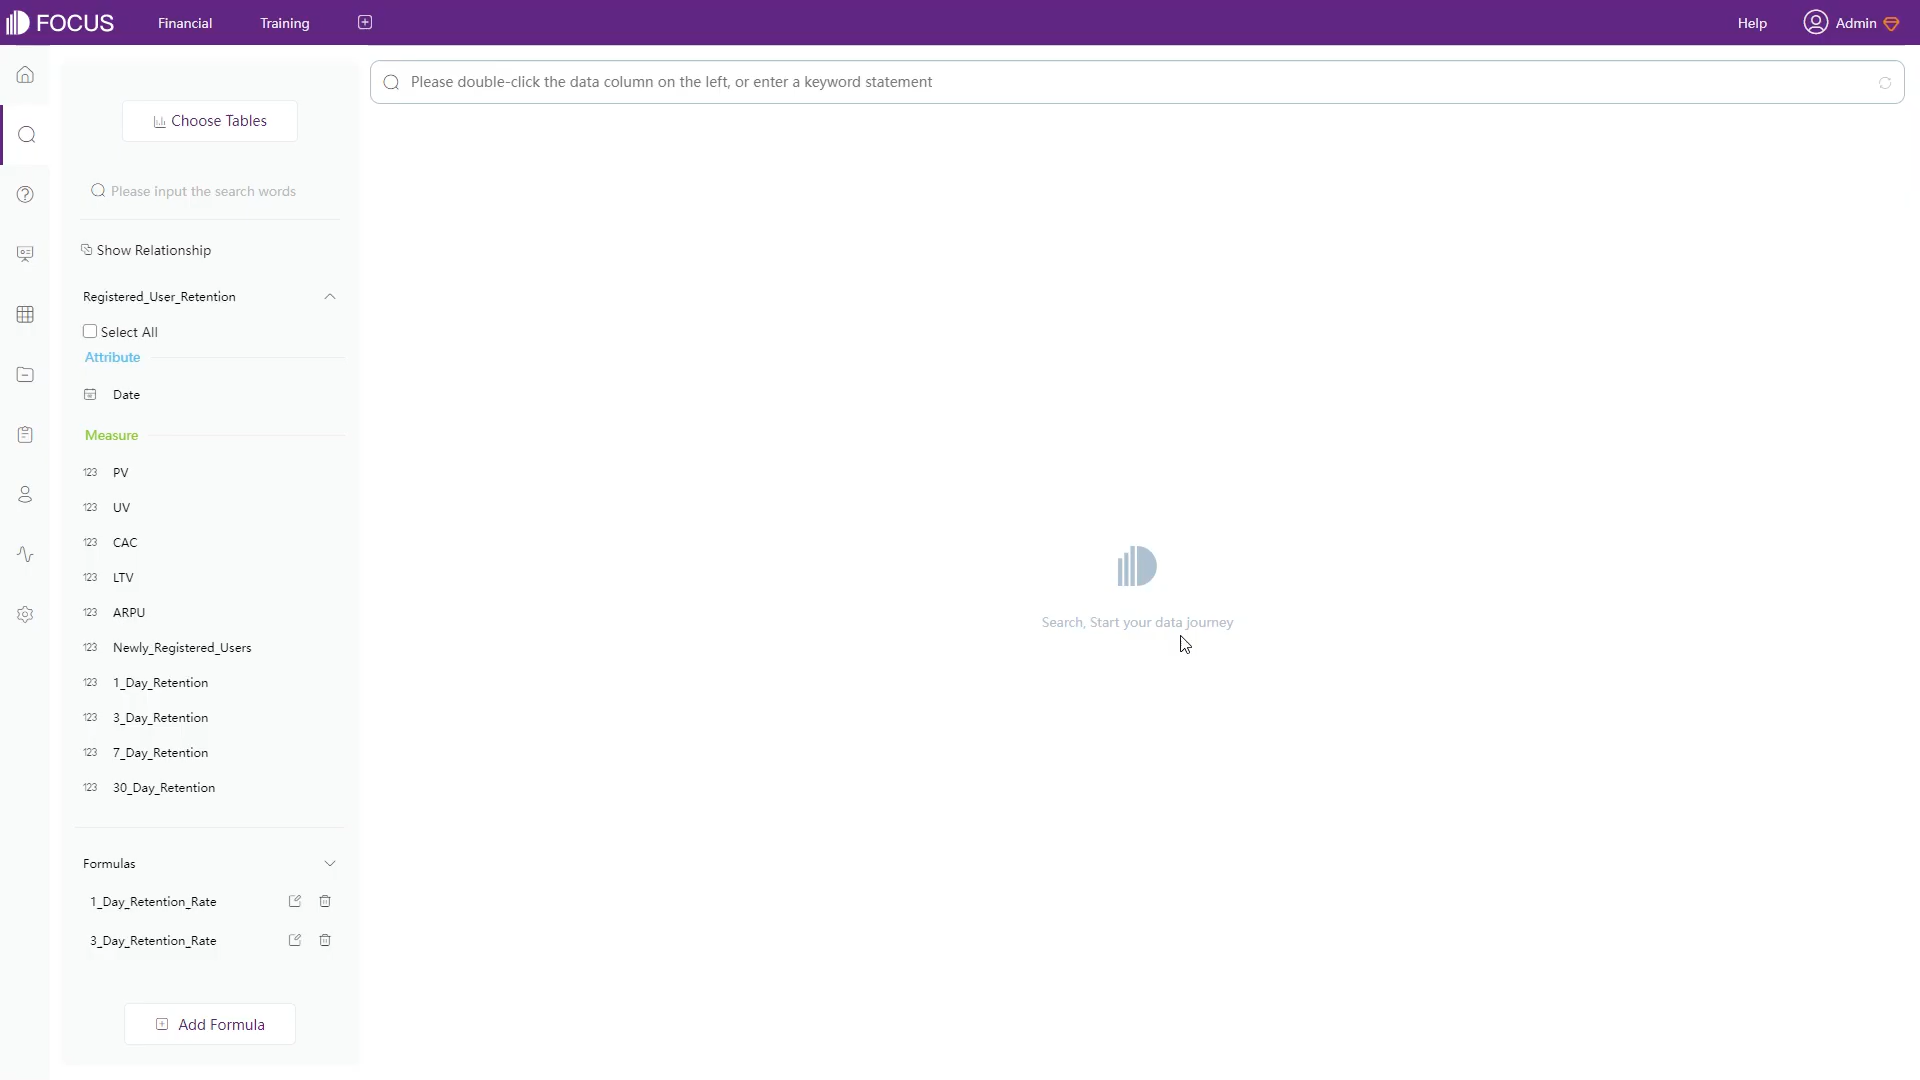 FOCUS
Financial
Training
Help
Admin
Please double-click the data column on the left, or enter a keyword statement
Choose Tables
Please input the search words
Show Relationship
Registered_User_Retention
Select All
Attribute
Date
Measure
123 PV
123 UV
123 CAC
123 LTV
123 ARPU
123 Newly_Registered_Users
123 1_Day_Retention
123 3_Day_Retention
123 7_Day_Retention
123 30_Day_Retention
Formulas
1_Day_Retention_Rate
3_Day_Retention_Rate
Add Formula
Search, Start your data journey